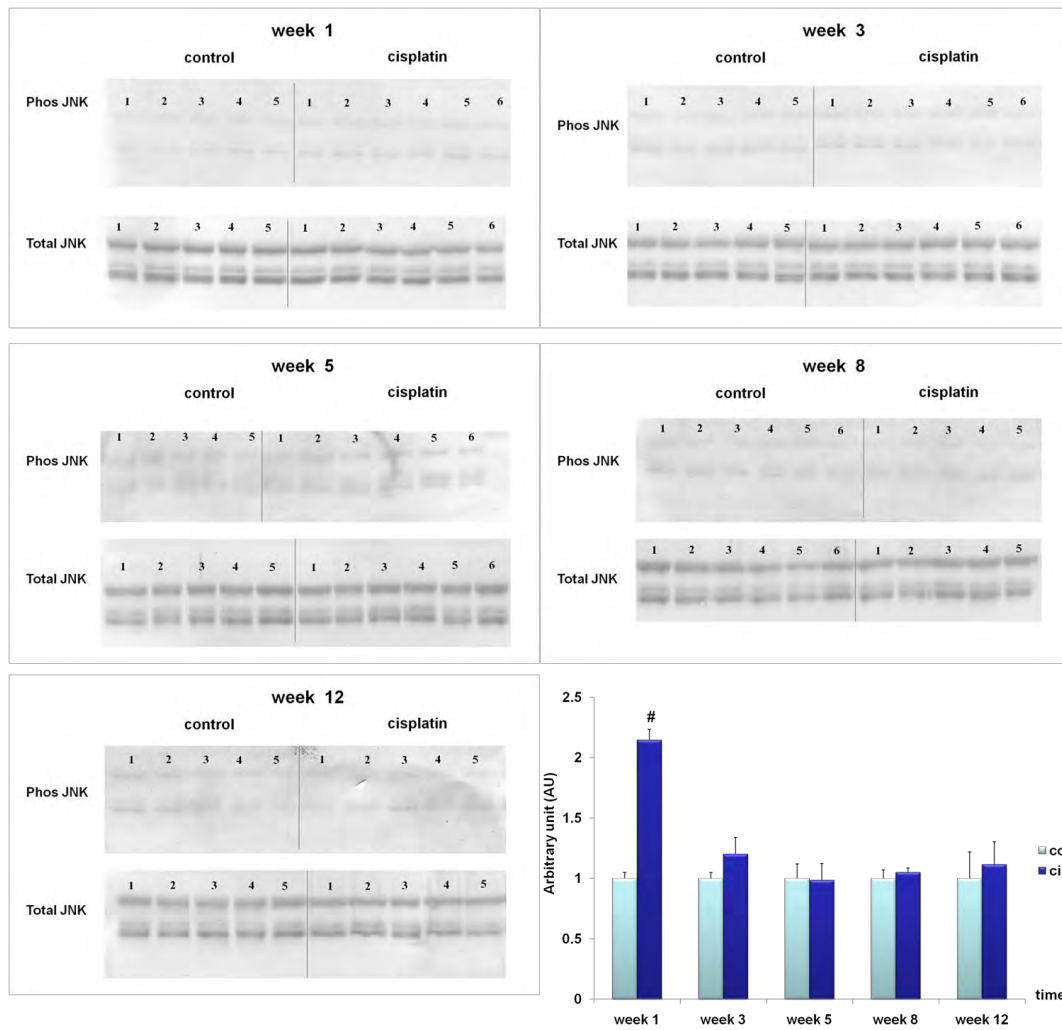 week 1
control cisplatin
Phos JNK
1 2 3 4 5 1 2 3 4 5 6
Total JNK
1 2 3 4 5 1 2 3 4 5 6
week 3
control cisplatin
Phos JNK
1 2 3 4 5 1 2 3 4 5 6
Total JNK
1 2 3 4 5 1 2 3 4 5 6
week 5
control cisplatin
Phos JNK
1 2 3 4 5 1 2 3 4 5 6
Total JNK
1 2 3 4 5 1 2 3 4 5 6
week 8
control cisplatin
Phos JNK
1 2 3 4 5 6 1 2 3 4 5
Total JNK
1 2 3 4 5 6 1 2 3 4 5
week 12
control cisplatin
Phos JNK
1 2 3 4 5 1 2 3 4 5
Total JNK
1 2 3 4 5 1 2 3 4 5
Arbitrary unit (AU)
2.5
2
1.5
1
0.5
0
#
co
ci
time
week 1 week 3 week 5 week 8 week 12